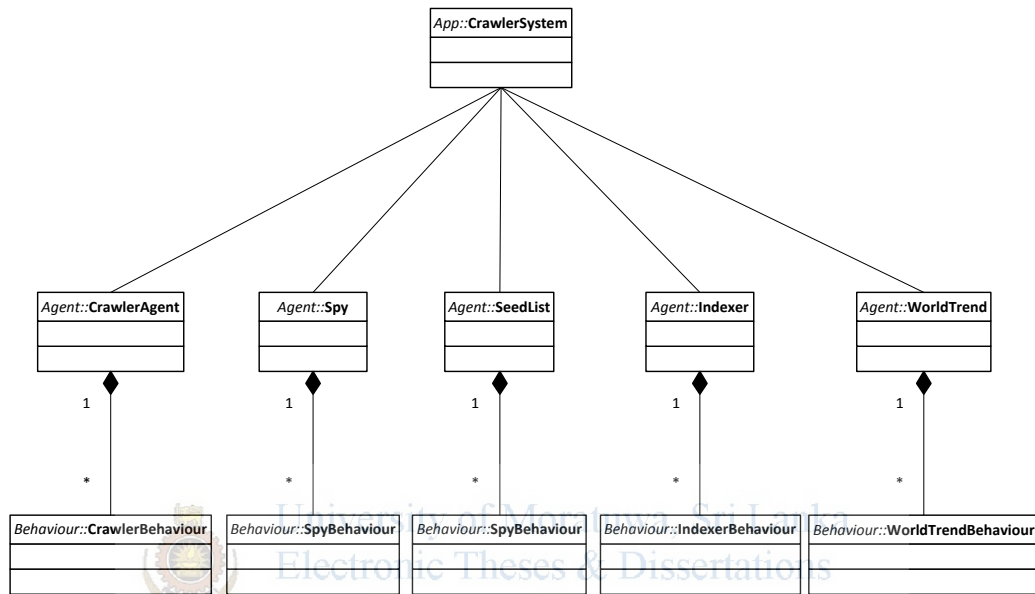 App::CrawlerSystem
Agent::CrawlerAgent
Agent::Spy
Agent::SeedList
Agent::Indexer
Agent::WorldTrend
1
1
1
1
1
*
*
*
*
*
Behaviour::CrawlerBehaviour
Behaviour::SpyBehaviour
Behaviour::SpyBehaviour
Behaviour::IndexerBehaviour
Behaviour::WorldTrendBehaviour
University of Moratuwa, Sri Lanka
Electronic Theses & Dissertations